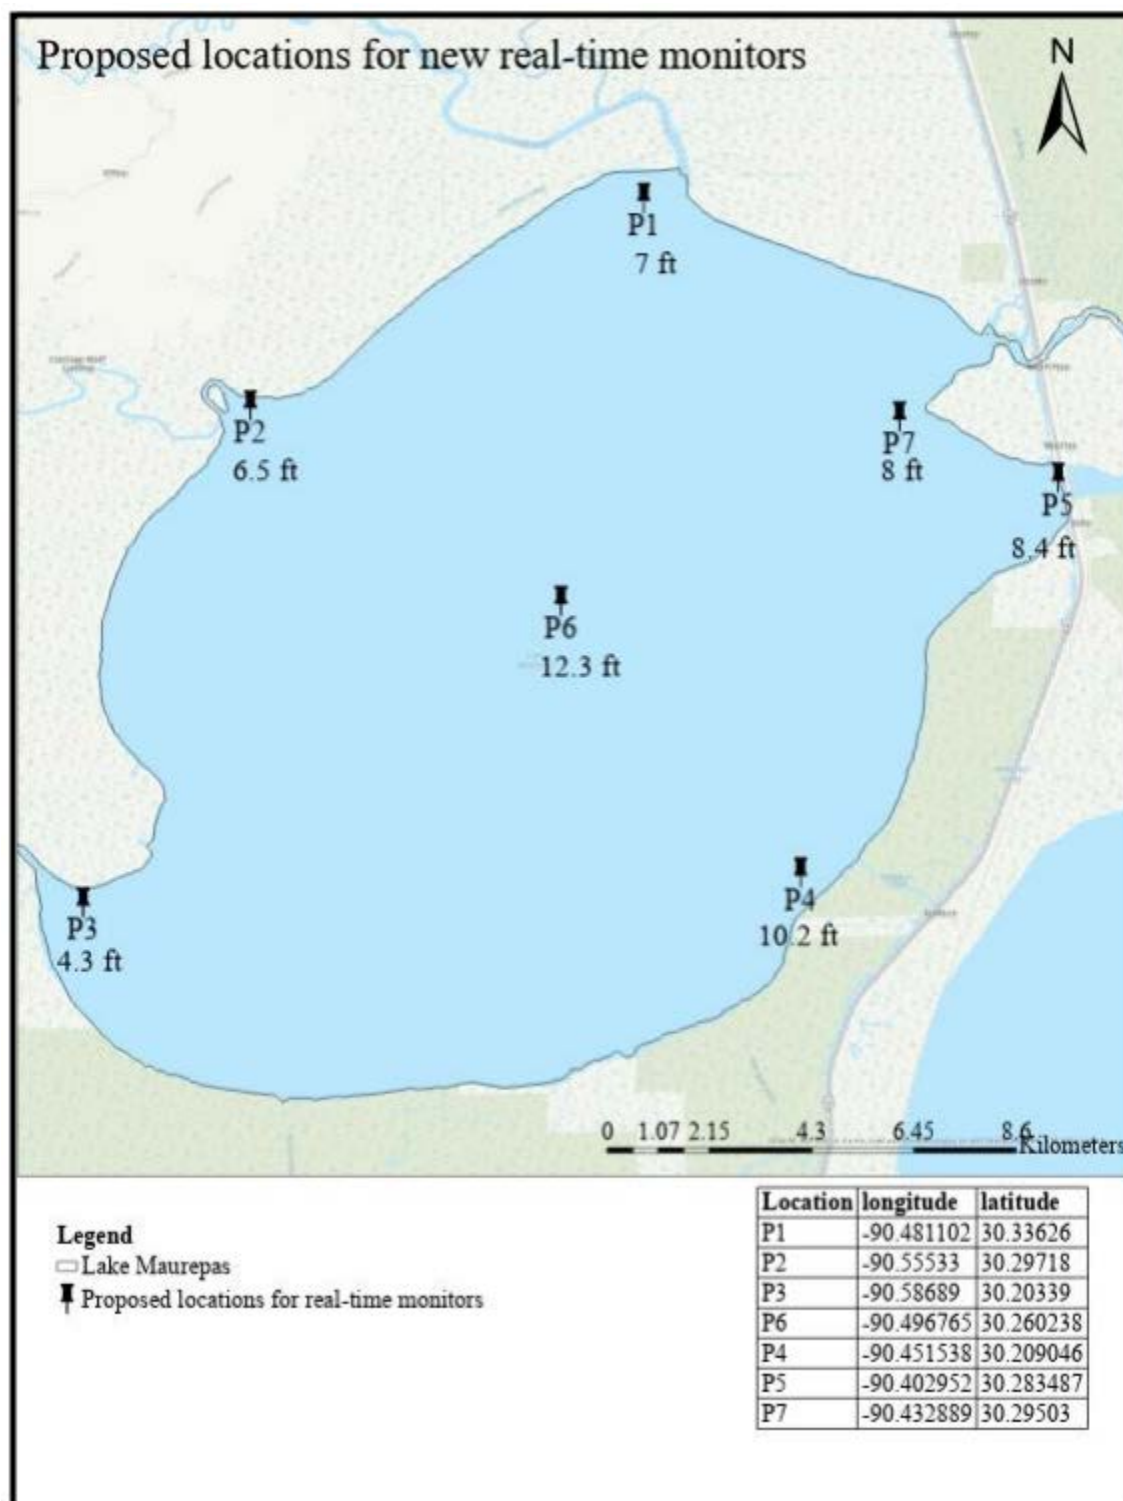 Proposed locations for new real-time monitors
N
P1
7 ft
P2
6.5 ft
P7
8 ft
P5
8.4 ft
P6
12.3 ft
P4
10.2 ft
P3
4.3 ft
0 1.07 2.15 4.3 6.45 8.6
Kilometers
Location longitude latitude
P1 -90.481102 30.33626
P2 -90.55533 30.29718
P3 -90.58689 30.20339
P6 -90.496765 30.260238
P4 -90.451538 30.209046
P5 -90.402952 30.283487
P7 -90.432889 30.29503
Legend
Lake Maurepas
Proposed locations for real-time monitors